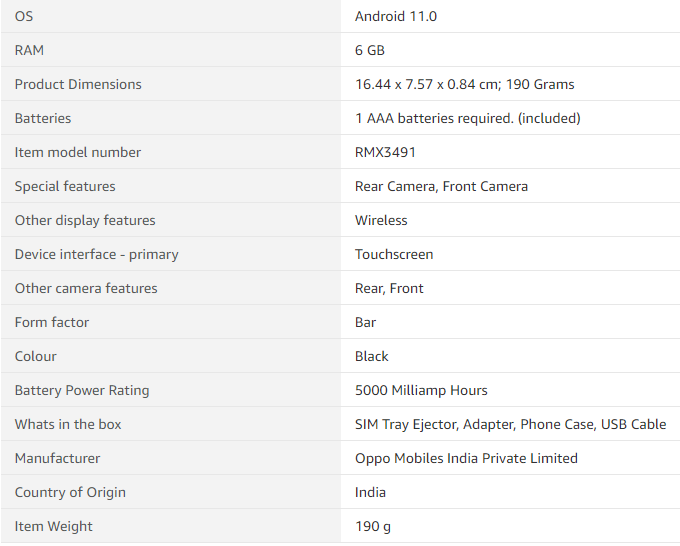 OS Android 11.0
RAM 6 GB
Product Dimensions 16.44 x 7.57 x 0.84 cm; 190 Grams
Batteries 1 AAA batteries required. (included)
Item model number RMX3491
Special features Rear Camera, Front Camera
Other display features Wireless
Device interface - primary Touchscreen
Other camera features Rear, Front
Form factor Bar
Colour Black
Battery Power Rating 5000 Milliamp Hours
Whats in the box SIM Tray Ejector, Adapter, Phone Case, USB Cable
Manufacturer Oppo Mobiles India Private Limited
Country of Origin India
Item Weight 190 g